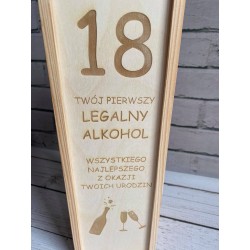 18
TWÓJ PIERWSZY
LEGALNY
ALKOHOL
WSZYSTKIEGO
NAJLEPSZEGO
Z OKAZJI
TWOICH URODZIN